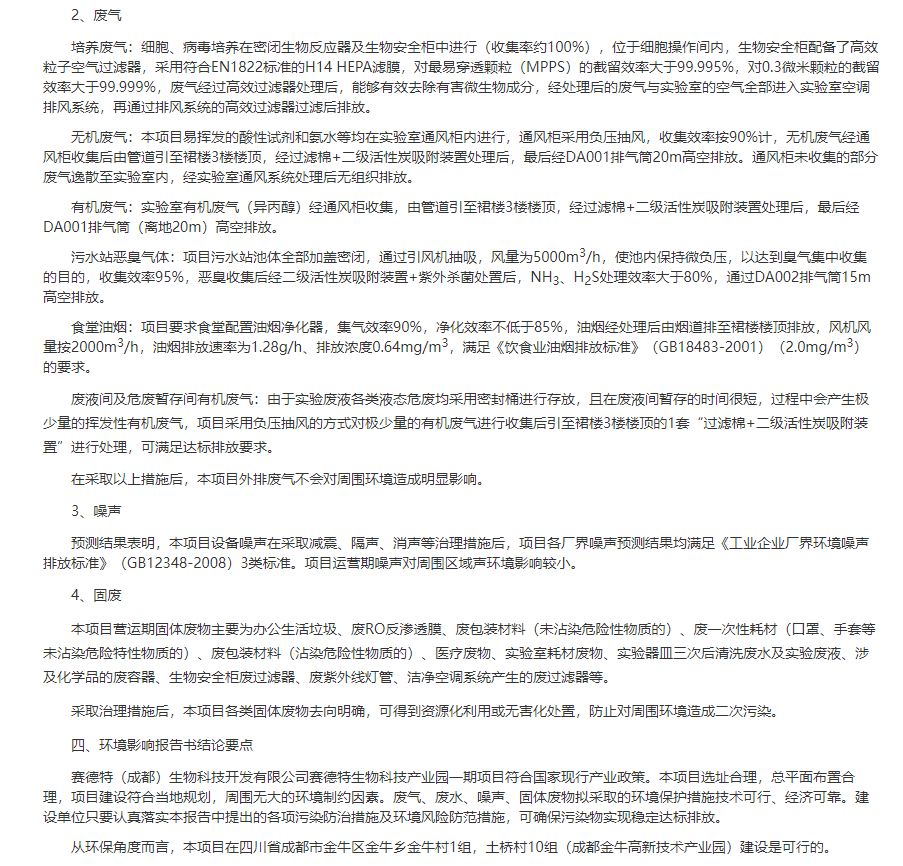 2、废气
培养废气：细胞、病毒培养在密闭生物反应器及生物安全柜中进行（收集率约100%），位于细胞操作间内，生物安全柜配备了高效
粒子空气过滤器，采用符合EN1822标准的H14 HEPA滤膜，对最易穿透颗粒（MPPS）的截留效率大于99.995%，对0.3微米颗粒的截留
效率大于99.999%，废气经过高效过滤器处理后，能够有效去除有害微生物成分，经处理后的废气与实验室的空气全部进入实验室空调
排风系统，再通过排风系统的高效过滤器过滤后排放。
无机废气：本项目易挥发的酸性试剂和氨水等均在实验室通风柜内进行，通风柜采用负压抽风，收集效率按90%计，无机废气经通
风柜收集后由管道引至裙楼3楼楼顶，经过滤棉+二级活性炭吸附装置处理后，最后经DA001排气筒20m高空排放。通风柜未收集的部分
废气逸散至实验室内，经实验室通风系统处理后无组织排放。
有机废气：实验室有机废气（异丙醇）经通风柜收集，由管道引至裙楼3楼楼顶，经过滤棉+二级活性炭吸附装置处理后，最后经
DA001排气筒（离地20m）高空排放。
污水站恶臭气体：项目污水站池体全部加盖密闭，通过引风机抽吸，风量为5000m³/h，使池内保持微负压，以达到臭气集中收集
的目的，收集效率95%，恶臭收集后经二级活性炭吸附装置+紫外杀菌处置后，NH₃、H₂S处理效率大于80%，通过DA002排气筒15m
高空排放。
食堂油烟：项目要求食堂配置油烟净化器，集气效率90%，净化效率不低于85%，油烟经处理后由烟道排至裙楼楼顶排放，风机风
量按2000m³/h，油烟排放速率为1.28g/h、排放浓度0.64mg/m³，满足《饮食业油烟排放标准》（GB18483-2001）（2.0mg/m³）
的要求。
废液间及危废暂存间有机废气：由于实验废液各类液态危废均采用密封桶进行存放，且在废液间暂存的时间很短，过程中会产生极
少量的挥发性有机废气，项目采用负压抽风的方式对极少量的有机废气进行收集后引至裙楼3楼楼顶的1套“过滤棉+二级活性炭吸附装
置”进行处理，可满足达标排放要求。
在采取以上措施后，本项目外排废气不会对周围环境造成明显影响。
3、噪声
预测结果表明，本项目设备噪声在采取减震、隔声、消声等治理措施后，项目各厂界噪声预测结果均满足《工业企业厂界环境噪声
排放标准》（GB12348-2008）3类标准。项目运营期噪声对周围区域声环境影响较小。
4、固废
本项目营运期固体废物主要为办公生活垃圾、废RO反渗透膜、废包装材料（未沾染危险性物质的）、废一次性耗材（口罩、手套等
未沾染危险特性物质的）、废包装材料（沾染危险性物质的）、医疗废物、实验室耗材废物、实验器皿三次后清洗废水及实验废液、涉
及化学品的废容器、生物安全柜废过滤器、废紫外线灯管、洁净空调系统产生的废过滤器等。
采取治理措施后，本项目各类固体废物去向明确，可得到资源化利用或无害化处置，防止对周围环境造成二次污染。
四、环境影响报告书结论要点
赛德特（成都）生物科技开发有限公司赛德特生物科技产业园一期项目符合国家现行产业政策。本项目选址合理，总平面布置合
理，项目建设符合当地规划，周围无大的环境制约因素。废气、废水、噪声、固体废物拟采取的环境保护措施技术可行、经济可靠。建
设单位只要认真落实本报告中提出的各项污染防治措施及环境风险防范措施，可确保污染物实现稳定达标排放。
从环保角度而言，本项目在四川省成都市金牛区金牛乡金牛村1组，土桥村10组（成都金牛高新技术产业园）建设是可行的。